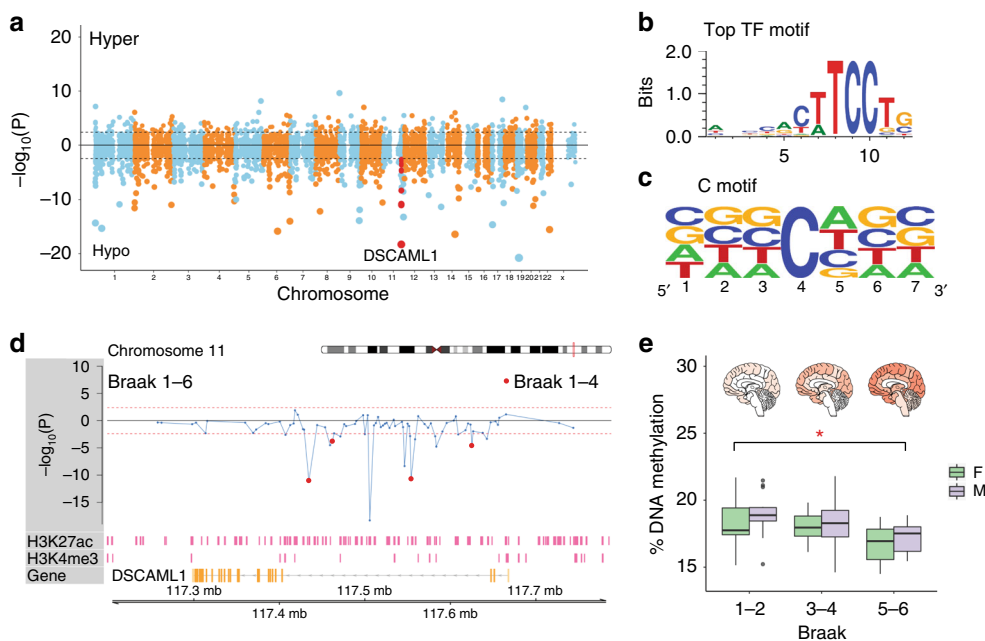 a
Hyper
20
10
0
−10
−20
−log10(P)
Hypo
DSCAML1
1 2 3 4 5 6 7 8 9 10 11 12 13 14 15 16 17 18 19 20 21 22 x
Chromosome
b
Top TF motif
2.0
1.0
0.0
Bits
5 10
A C A C T A T C C T G C
c
C motif
C G G C A G C
G C C T C G
A T T C T T
T A A G A A A
5′ 1 2 3 4 5 6 7 3′
d
Chromosome 11
10
5
0
−5
−10
−15
−log10(P)
Braak 1–6
Braak 1–4
H3K27ac
H3K4me3
Gene
DSCAML1
117.3 mb 117.5 mb 117.7 mb
117.4 mb 117.6 mb
e
30
25
20
15
% DNA methylation
*
F
M
1–2 3–4 5–6
Braak